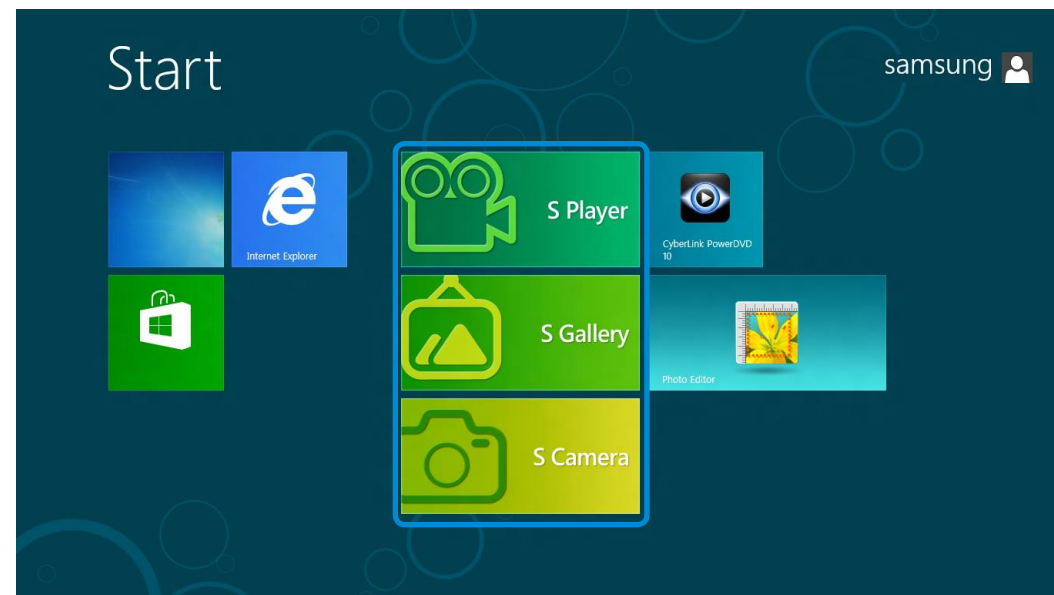 Start
samsung
Internet Explorer
S Player
CyberLink PowerDVD
10
S Gallery
Photo Editor
S Camera